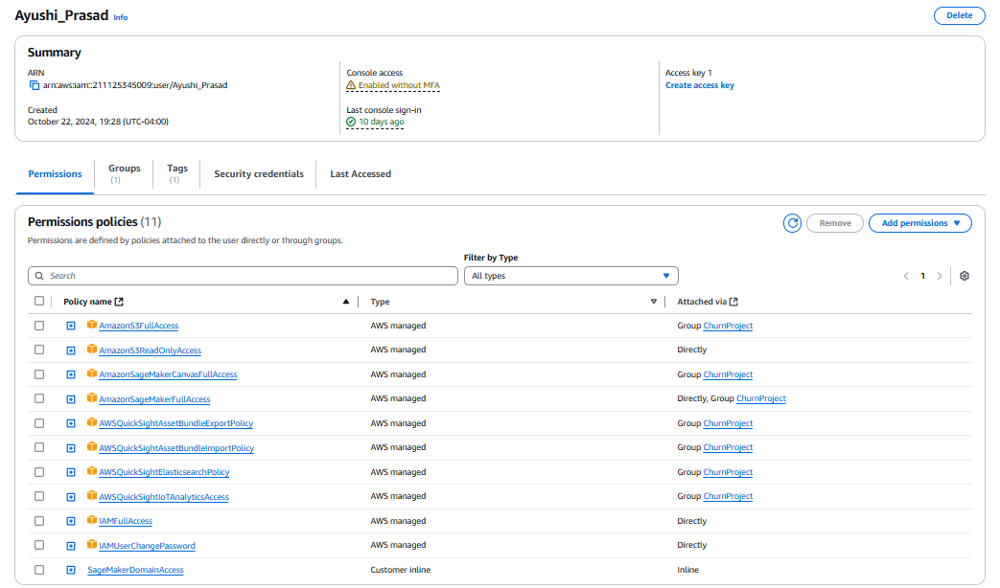 Ayushi_Prasad Info
Delete
Summary
ARN
arn:aws:iam::211125345009:user/Ayushi_Prasad
Created
October 22, 2024, 19:28 (UTC-04:00)
Console access
Enabled without MFA
Last console sign-in
10 days ago
Access key 1
Create access key
Permissions
Groups
(1)
Tags
(1)
Security credentials
Last Accessed
Permissions policies (11)
Remove
Add permissions
Permissions are defined by policies attached to the user directly or through groups.
Filter by Type
Search
All types
1
Policy name Type Attached via
AmazonS3FullAccess AWS managed Group ChurnProject
AmazonS3ReadOnlyAccess AWS managed Directly
AmazonSageMakerCanvasFullAccess AWS managed Group ChurnProject
AmazonSageMakerFullAccess AWS managed Directly, Group ChurnProject
AWSQuickSightAssetBundleExportPolicy AWS managed Group ChurnProject
AWSQuickSightAssetBundleImportPolicy AWS managed Group ChurnProject
AWSQuickSightElasticsearchPolicy AWS managed Group ChurnProject
AWSQuickSightIoTAnalyticsAccess AWS managed Group ChurnProject
IAMFullAccess AWS managed Directly
IAMUserChangePassword AWS managed Directly
SageMakerDomainAccess Customer inline Inline